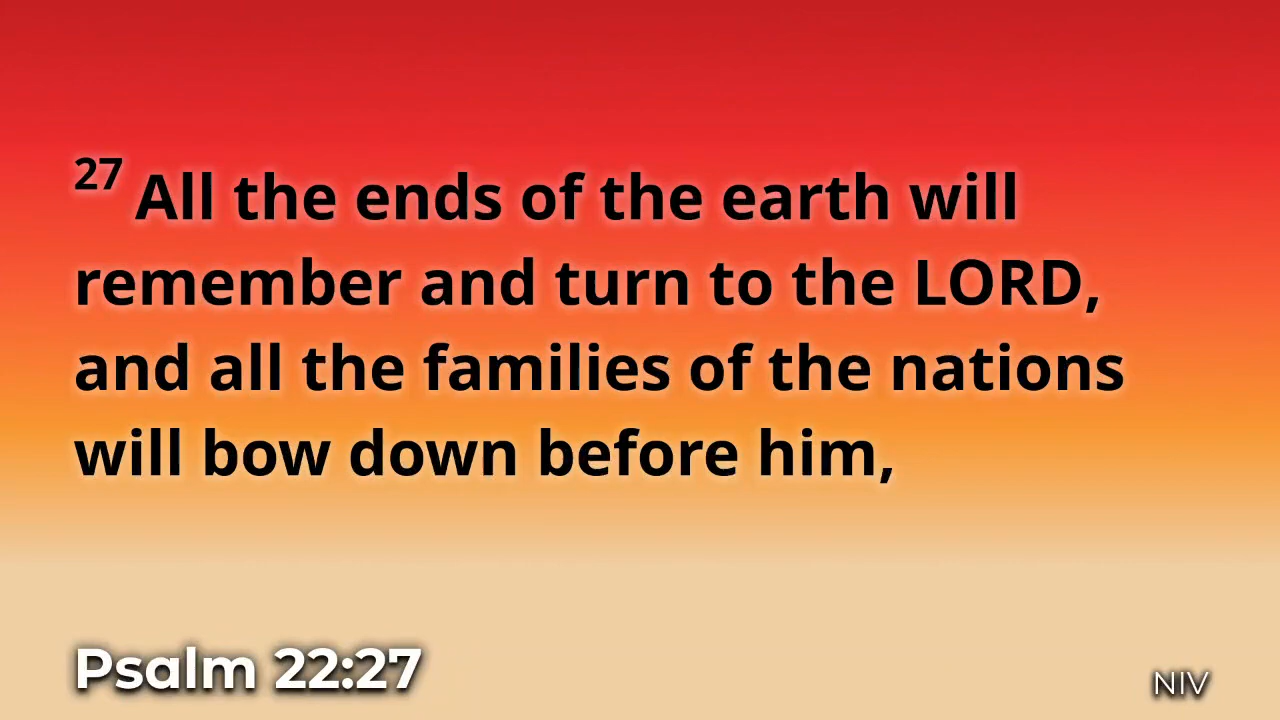 27 All the ends of the earth will
remember and turn to the LORD,
and all the families of the nations
will bow down before him,
Psalm 22:27
NIV